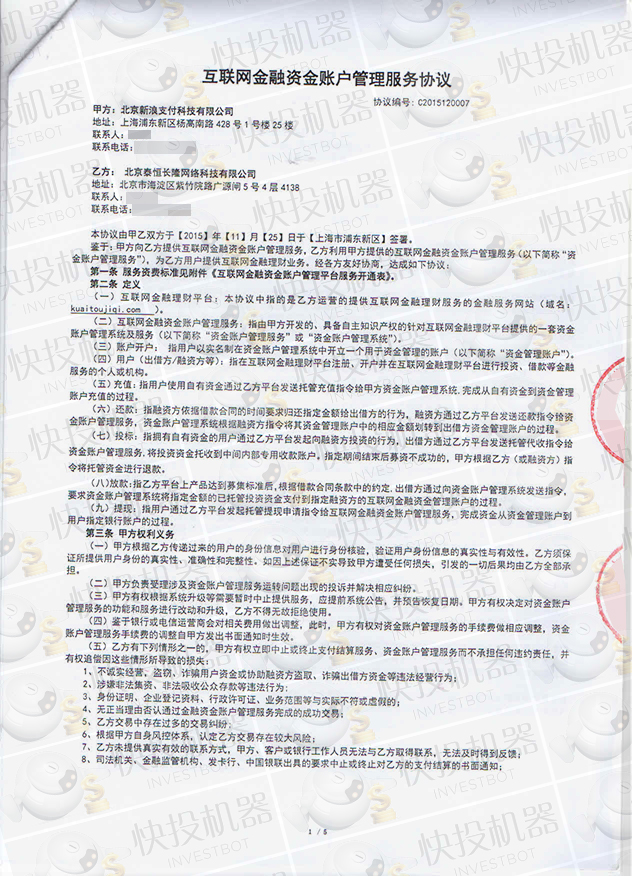 互联网金融资金账户管理服务协议
协议编号：C2015120007
甲方：北京新浪支付科技有限公司
地址：上海浦东新区杨高南路 428 号 1 号楼 25 楼
联系人：
联系电话：
乙方：北京泰恒长隆网络科技有限公司
地址：北京市海淀区紫竹院路广源闸 5 号 4 层 4138
联系人：
联系电话：
本协议由甲乙双方于【2015】年【11】月【25】日于【上海市浦东新区】签署。
鉴于：甲方向乙方提供互联网金融资金账户管理服务，乙方利用甲方提供的互联网金融资金账户管理服务（以下简称“资
金账户管理服务”），为乙方用户提供互联网金融理财业务。经各方友好协商，达成如下协议：
第一条 服务资费标准见附件《互联网金融资金账户管理平台服务开通表》。
第二条 定义
（一）互联网金融理财平台：本协议中指的是乙方运营的提供互联网金融理财服务的金融服务网站（域名：
kuaitoujiqi.com ）。
（二）互联网金融资金账户管理服务：指由甲方开发的、具备自主知识产权的针对互联网金融理财平台提供的一套资金
账户管理系统及服务（以下简称“资金账户管理服务”或“资金账户管理系统”）。
（三）账户开户： 指用户以实名制在资金账户管理系统中开立一个用于资金管理的账户（以下简称“资金管理账户”）。
（四）用户（出借方/融资方等）：指在互联网金融理财平台注册、开户并在互联网金融理财平台进行投资、借款等金融
服务的个人或机构。
（五）充值：指用户使用自有资金通过乙方平台发送托管充值指令给甲方资金账户管理系统，完成从自有资金到资金管理
账户充值的过程。
（六）还款：指融资方依据借款合同的时间要求归还指定金额给出借方的行为，融资方通过乙方平台发送还款指令给资
金账户管理服务，资金账户管理系统根据融资方指令将其资金管理账户中的相应金额划转到出借方资金管理账户的过程。
（七）投标：指拥有自有资金的用户通过乙方平台发起向融资方投资的行为，出借方通过乙方平台发送托管代收指令给
资金账户管理服务，将投资资金托收到中间内部专用收款账户。指定期间结束后募资不成功的，甲方根据乙方（或融资方）指
令将托管资金进行退款。
（八）放款：指乙方平台上产品达到募集标准后，根据借款合同条款中的约定，出借方通过向资金账户管理系统发送指令，
要求资金账户管理系统将指定金额的已托管投资资金支付到指定融资方的互联网金融资金管理账户的过程。
（九）提现：指用户通过乙方平台发起托管提现申请指令给互联网金融资金账户管理服务，完成资金从资金管理账户到
用户指定银行账户的过程。
第三条 甲方权利义务
（一）甲方根据乙方传递过来的用户的身份信息对用户进行身份核验，验证用户身份信息的真实性与有效性。乙方须保
证所提供用户身份的真实性、准确性和完整性。如因上述保证不实导致甲方遭受任何损失，引发的一切后果均由乙方全部承
担。
（二）甲方负责受理涉及资金账户管理服务运转问题出现的投诉并解决相应纠纷。
（三）甲方有权根据系统升级等需要暂时中止提供服务，应提前系统公告，并预告恢复日期。甲方有权决定对资金账户
管理服务的功能和服务进行改动和升级，乙方不得无故拒绝使用。
（四）鉴于银行或电信运营商会对相关费用做出调整，此时，甲方有权对资金账户管理服务的手续费做相应调整，资金
账户管理服务手续费的调整自甲方发出书面通知时生效。
（五）乙方有下列情形之一的，甲方有权立即中止或终止支付结算服务、资金账户管理服务而不承担任何违约责任，并
有权追偿因这些情形所导致的损失：
1、不诚实经营、盗窃、诈骗用户资金或协助融资方盗取、诈骗出借方资金等违法经营行为；
2、涉嫌非法集资、非法吸收公众存款等违法行为；
3、身份证明、企业登记资料、行政许可证、业务范围等与实际不符或虚假的；
4、无正当理由否认通过金融资金账户管理服务完成的成功交易；
5、乙方交易中存在过多的交易纠纷；
6、根据甲方自身风控体系，认定乙方交易存在较大风险；
7、乙方未提供真实有效的联系方式，甲方、客户或银行工作人员无法与乙方取得联系，无法及时得到反馈；
8、司法机关、金融监管机构、发卡行、中国银联出具的要求中止或终止对乙方的支付结算的书面通知；
1 / 5
快投机器
INVESTBOT